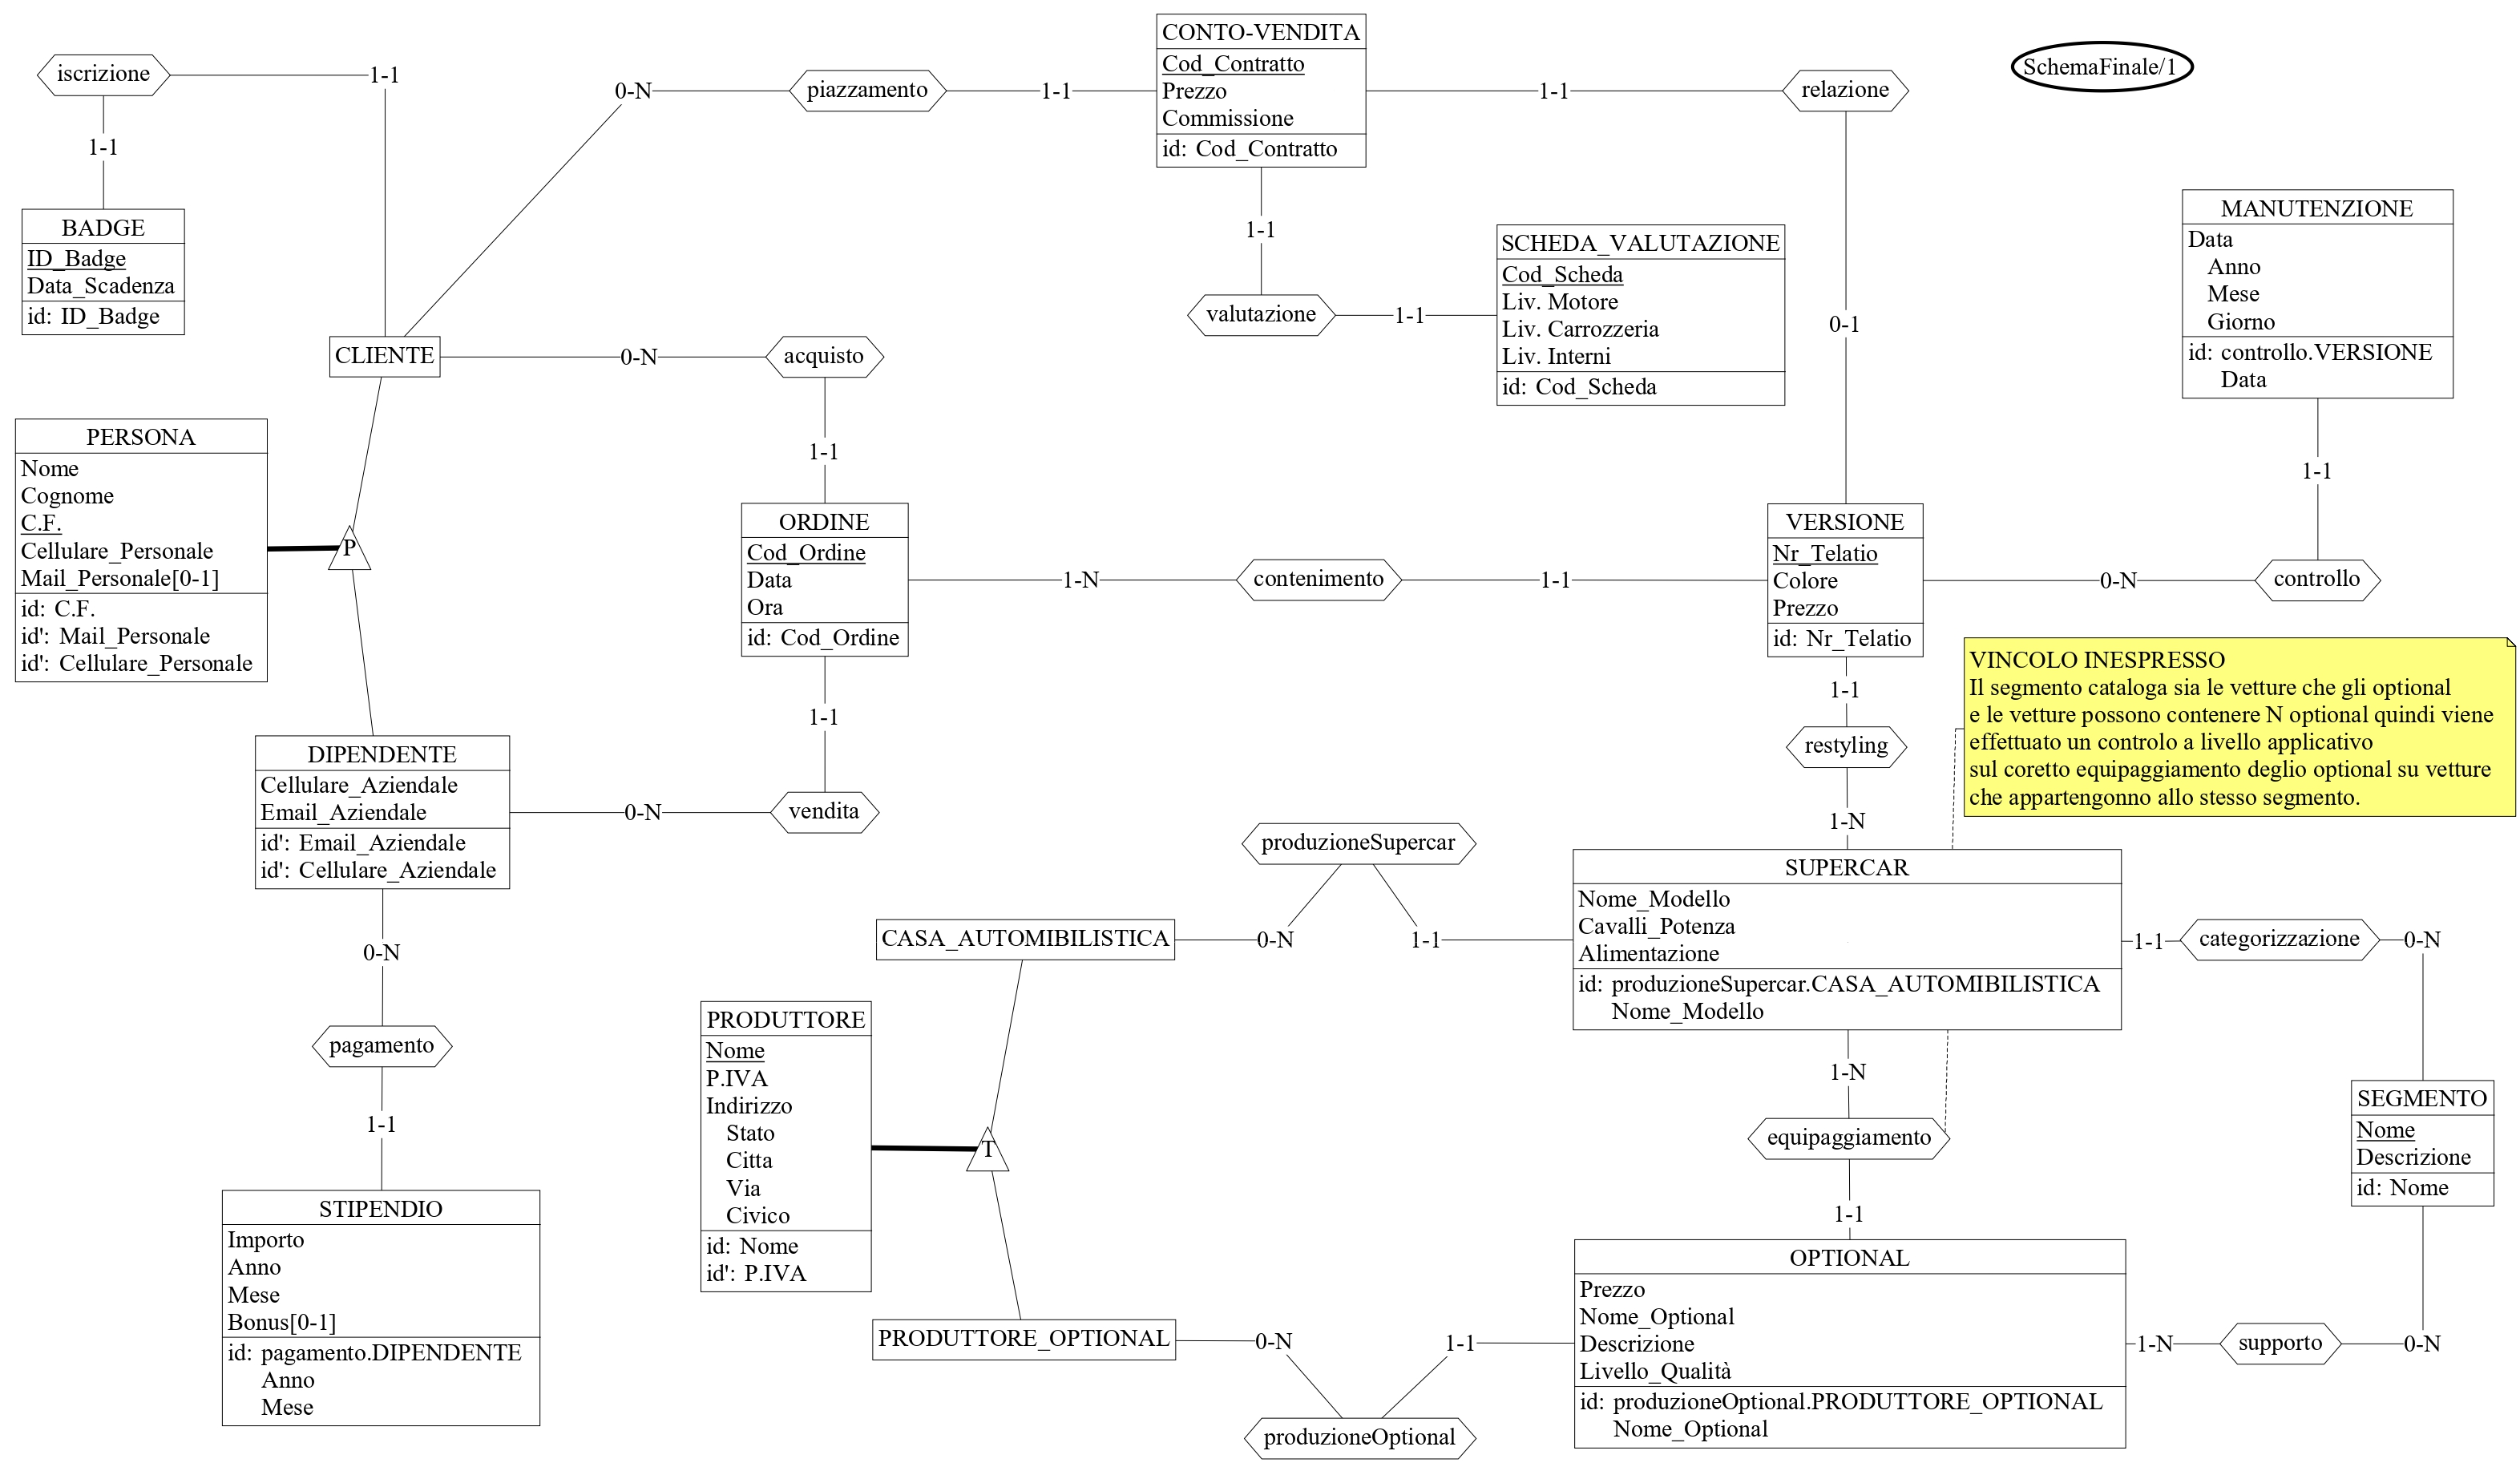 SchemaFinale/1
iscrizione
1-1
1-1
BADGE
ID_Badge
Data_Scadenza
id: ID_Badge
CLIENTE
0-N
piazzamento
1-1
CONTO-VENDITA
Cod_Contratto
Prezzo
Commissione
id: Cod_Contratto
1-1
relazione
0-1
1-1
valutazione
1-1
SCHEDA_VALUTAZIONE
Cod_Scheda
Liv. Motore
Liv. Carrozzeria
Liv. Interni
id: Cod_Scheda
MANUTENZIONE
Data
Anno
Mese
Giorno
id: controllo.VERSIONE
Data
1-1
controllo
0-N
0-N
acquisto
1-1
PERSONA
Nome
Cognome
C.F.
Cellulare_Personale
Mail_Personale[0-1]
id: C.F.
id': Mail_Personale
id': Cellulare_Personale
P
ORDINE
Cod_Ordine
Data
Ora
id: Cod_Ordine
1-N
contenimento
1-1
VERSIONE
Nr_Telatio
Colore
Prezzo
id: Nr_Telatio
VINCOLO INESPRESSO
Il segmento cataloga sia le vetture che gli optional
e le vetture possono contenere N optional quindi viene
effettuato un controlo a livello applicativo
sul coretto equipaggiamento deglio optional su vetture
che appartengonno allo stesso segmento.
1-1
restyling
1-N
DIPENDENTE
Cellulare_Aziendale
Email_Aziendale
id': Email_Aziendale
id': Cellulare_Aziendale
0-N
vendita
1-1
0-N
pagamento
1-1
STIPENDIO
Importo
Anno
Mese
Bonus[0-1]
id: pagamento.DIPENDENTE
Anno
Mese
produzioneSupercar
0-N
1-1
CASA_AUTOMIBILISTICA
SUPERCAR
Nome_Modello
Cavalli_Potenza
Alimentazione
id: produzioneSupercar.CASA_AUTOMIBILISTICA
Nome_Modello
1-1
categorizzazione
0-N
PRODUTTORE
Nome
P.IVA
Indirizzo
Stato
Citta
Via
Civico
id: Nome
id': P.IVA
T
1-N
equipaggiamento
1-1
SEGMENTO
Nome
Descrizione
id: Nome
PRODUTTORE_OPTIONAL
0-N
1-1
produzioneOptional
OPTIONAL
Prezzo
Nome_Optional
Descrizione
Livello_Qualità
id: produzioneOptional.PRODUTTORE_OPTIONAL
Nome_Optional
1-N
supporto
0-N